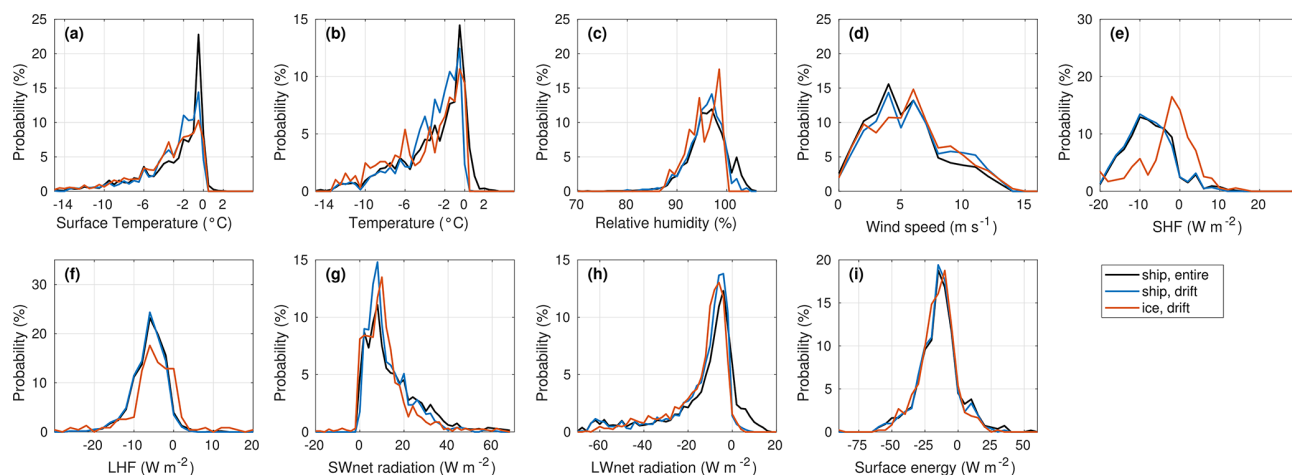 (a)
Probability (%)
25
20
15
10
5
0
-14
-10
-6
-2
2
Surface Temperature (°C)
(b)
Probability (%)
15
10
5
0
-14
-10
-6
-2
2
Temperature (°C)
(c)
Probability (%)
25
20
15
10
5
0
70
80
90
100
Relative humidity (%)
(d)
Probability (%)
25
20
15
10
5
0
0
5
10
15
Wind speed (m s-1)
(e)
Probability (%)
30
20
10
0
-20
-10
0
10
20
SHF (W m-2)
(f)
Probability (%)
30
20
10
0
-20
0
20
LHF (W m-2)
(g)
Probability (%)
15
10
5
0
-20
0
20
40
60
SWnet radiation (W m-2)
(h)
Probability (%)
15
10
5
0
-60
-40
-20
0
20
LWnet radiation (W m-2)
(i)
Probability (%)
20
15
10
5
0
-75
-50
-25
0
25
50
Surface energy (W m-2)
ship, entire
ship, drift
ice, drift